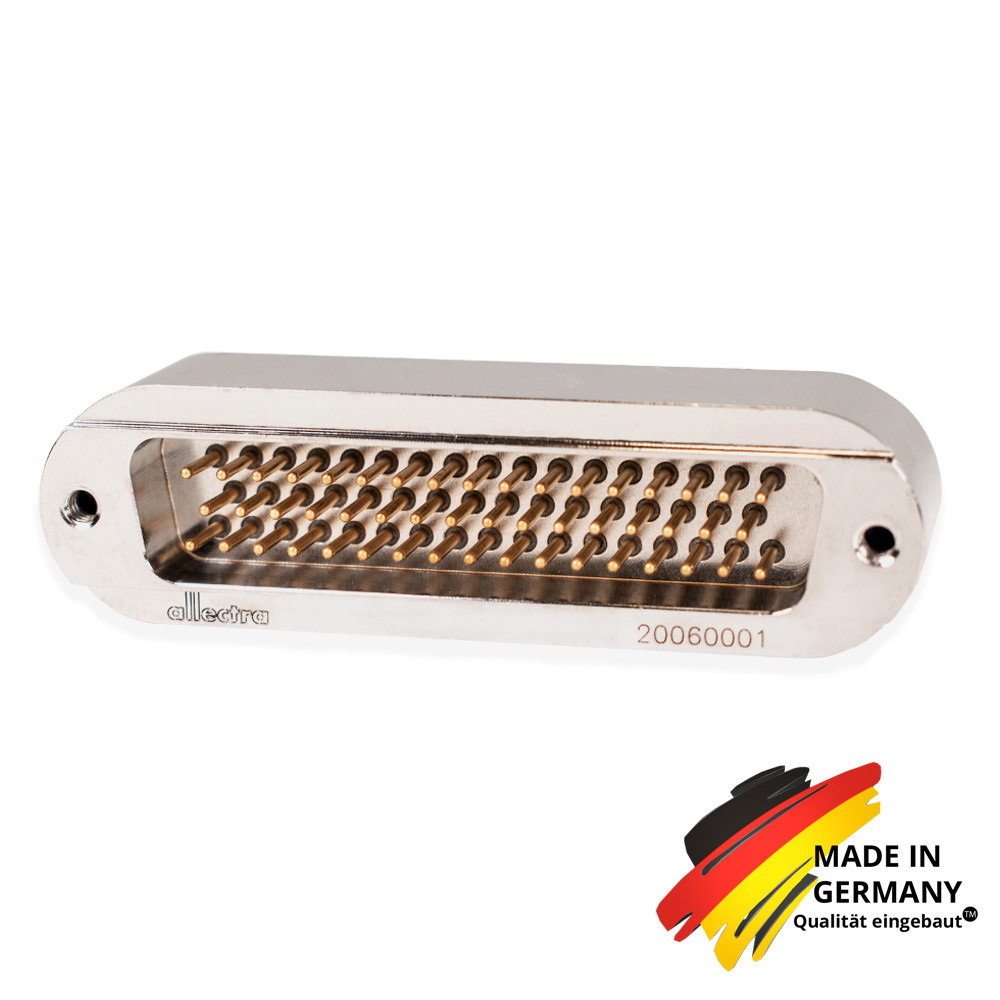 allectra
20060001
MADE IN
GERMANY
Qualität eingebaut™